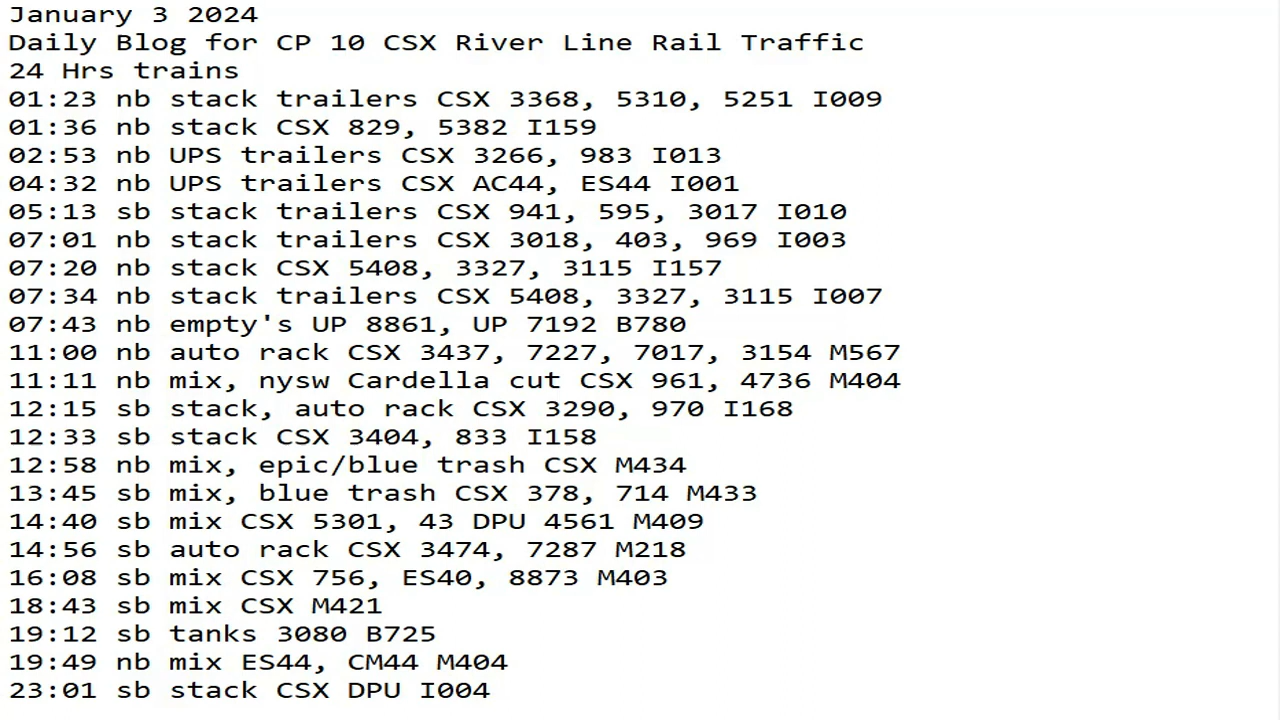 January 3 2024
Daily Blog for CP 10 CSX River Line Rail Traffic
24 Hrs trains
01:23 nb stack trailers CSX 3368, 5310, 5251 I009
01:36 nb stack CSX 829, 5382 I159
02:53 nb UPS trailers CSX 3266, 983 I013
04:32 nb UPS trailers CSX AC44, ES44 I001
05:13 sb stack trailers CSX 941, 595, 3017 I010
07:01 nb stack trailers CSX 3018, 403, 969 I003
07:20 nb stack CSX 5408, 3327, 3115 I157
07:34 nb stack trailers CSX 5408, 3327, 3115 I007
07:43 nb empty's UP 8861, UP 7192 B780
11:00 nb auto rack CSX 3437, 7227, 7017, 3154 M567
11:11 nb mix, nysw Cardella cut CSX 961, 4736 M404
12:15 sb stack, auto rack CSX 3290, 970 I168
12:33 sb stack CSX 3404, 833 I158
12:58 nb mix, epic/blue trash CSX M434
13:45 sb mix, blue trash CSX 378, 714 M433
14:40 sb mix CSX 5301, 43 DPU 4561 M409
14:56 sb auto rack CSX 3474, 7287 M218
16:08 sb mix CSX 756, ES40, 8873 M403
18:43 sb mix CSX M421
19:12 sb tanks 3080 B725
19:49 nb mix ES44, CM44 M404
23:01 sb stack CSX DPU I004